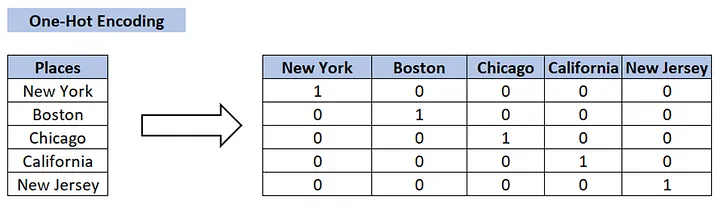 One-Hot Encoding
Places New York Boston Chicago California New Jersey
New York 1 0 0 0 0
Boston 0 1 0 0 0
Chicago 0 0 1 0 0
California 0 0 0 1 0
New Jersey 0 0 0 0 1